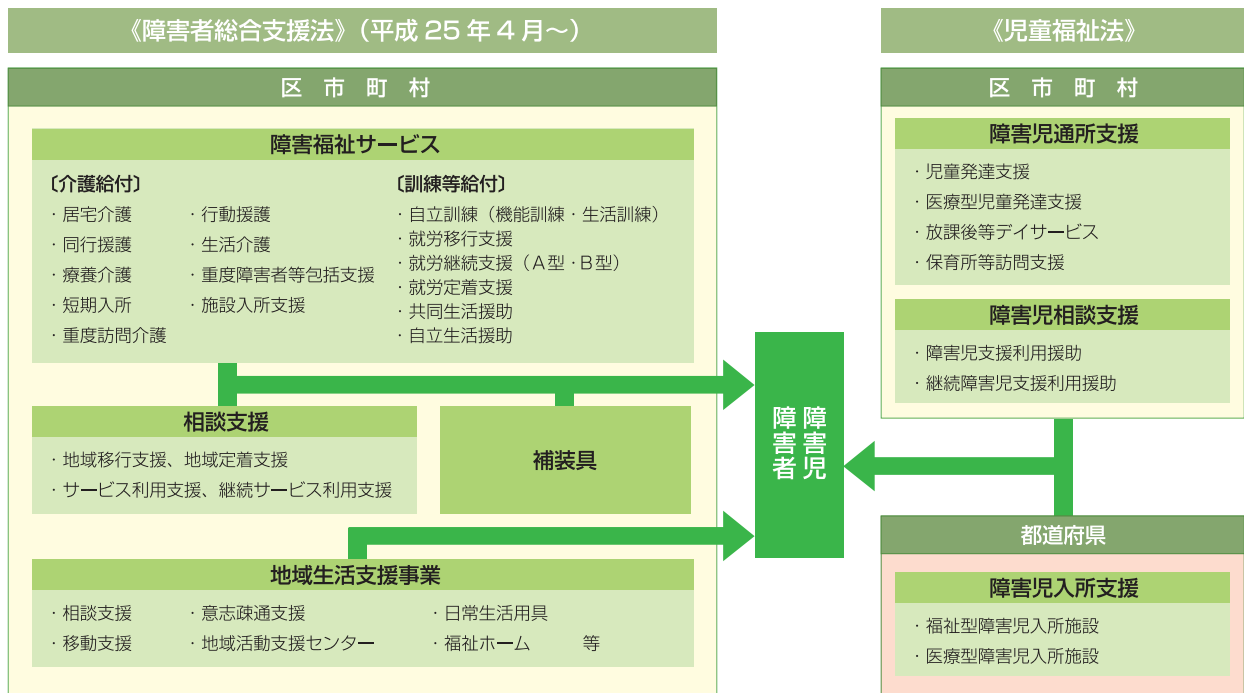 《障害者総合支援法》（平成 25 年 4 月～）
区 市 町 村
障害福祉サービス
〔介護給付〕
・居宅介護
・同行援護
・療養介護
・短期入所
・重度訪問介護
・行動援護
・生活介護
・重度障害者等包括支援
・施設入所支援
〔訓練等給付〕
・自立訓練（機能訓練・生活訓練）
・就労移行支援
・就労継続支援（Ａ型・Ｂ型）
・就労定着支援
・共同生活援助
・自立生活援助
相談支援
・地域移行支援、地域定着支援
・サービス利用支援、継続サービス利用支援
補装具
地域生活支援事業
・相談支援
・移動支援
・意志疎通支援
・地域活動支援センター
・日常生活用具
・福祉ホーム　　　等
障害児
障害者
《児童福祉法》
区 市 町 村
障害児通所支援
・児童発達支援
・医療型児童発達支援
・放課後等デイサービス
・保育所等訪問支援
障害児相談支援
・障害児支援利用援助
・継続障害児支援利用援助
都道府県
障害児入所支援
・福祉型障害児入所施設
・医療型障害児入所施設